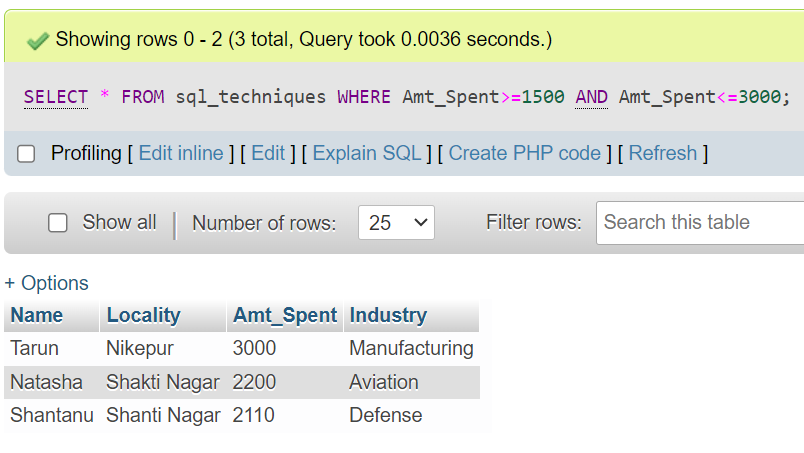 Showing rows 0 - 2 (3 total, Query took 0.0036 seconds.)
SELECT * FROM sql_techniques WHERE Amt_Spent>=1500 AND Amt_Spent<=3000;
Profiling [ Edit inline ] [ Edit ] [ Explain SQL ] [ Create PHP code ] [ Refresh ]
Show all | Number of rows: 25 Filter rows: Search this table
+ Options
Name Locality Amt_Spent Industry
Tarun Nikepur 3000 Manufacturing
Natasha Shakti Nagar 2200 Aviation
Shantanu Shanti Nagar 2110 Defense